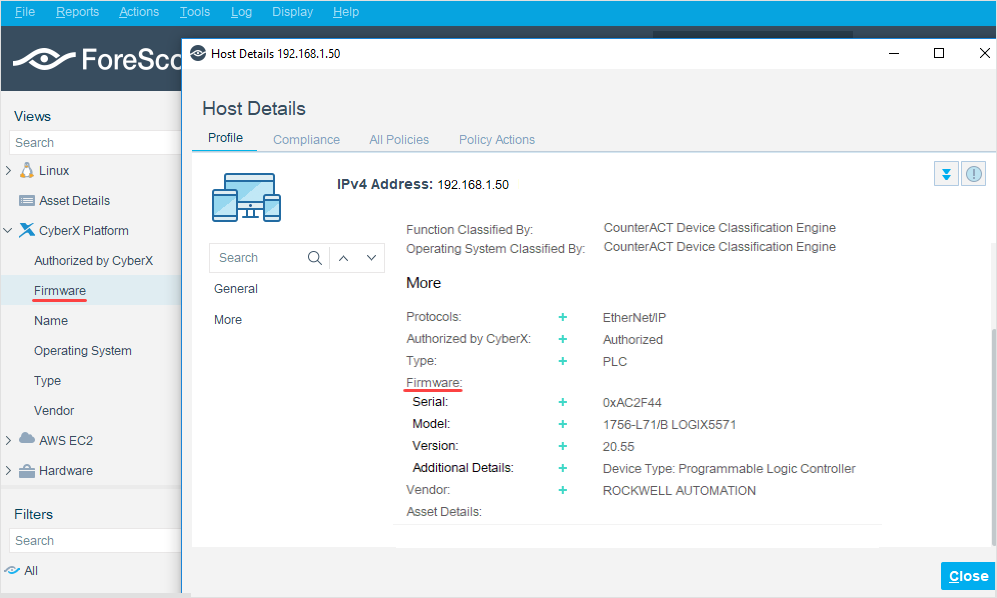 File Reports Actions Tools Log Display Help
ForeSco
Host Details 192.168.1.50
Views
Search
Linux
Asset Details
CyberX Platform
Authorized by CyberX
Firmware
Name
Operating System
Type
Vendor
AWS EC2
Hardware
Filters
Search
All
Host Details
Profile Compliance All Policies Policy Actions
IPv4 Address: 192.168.1.50
Search
General
More
Function Classified By: CounterACT Device Classification Engine
Operating System Classified By: CounterACT Device Classification Engine
More
Protocols: + EtherNet/IP
Authorized by CyberX: + Authorized
Type: + PLC
Firmware:
Serial: + 0xAC2F44
Model: + 1756-L71/B LOGIX5571
Version: + 20.55
Additional Details: + Device Type: Programmable Logic Controller
Vendor: + ROCKWELL AUTOMATION
Asset Details:
Close